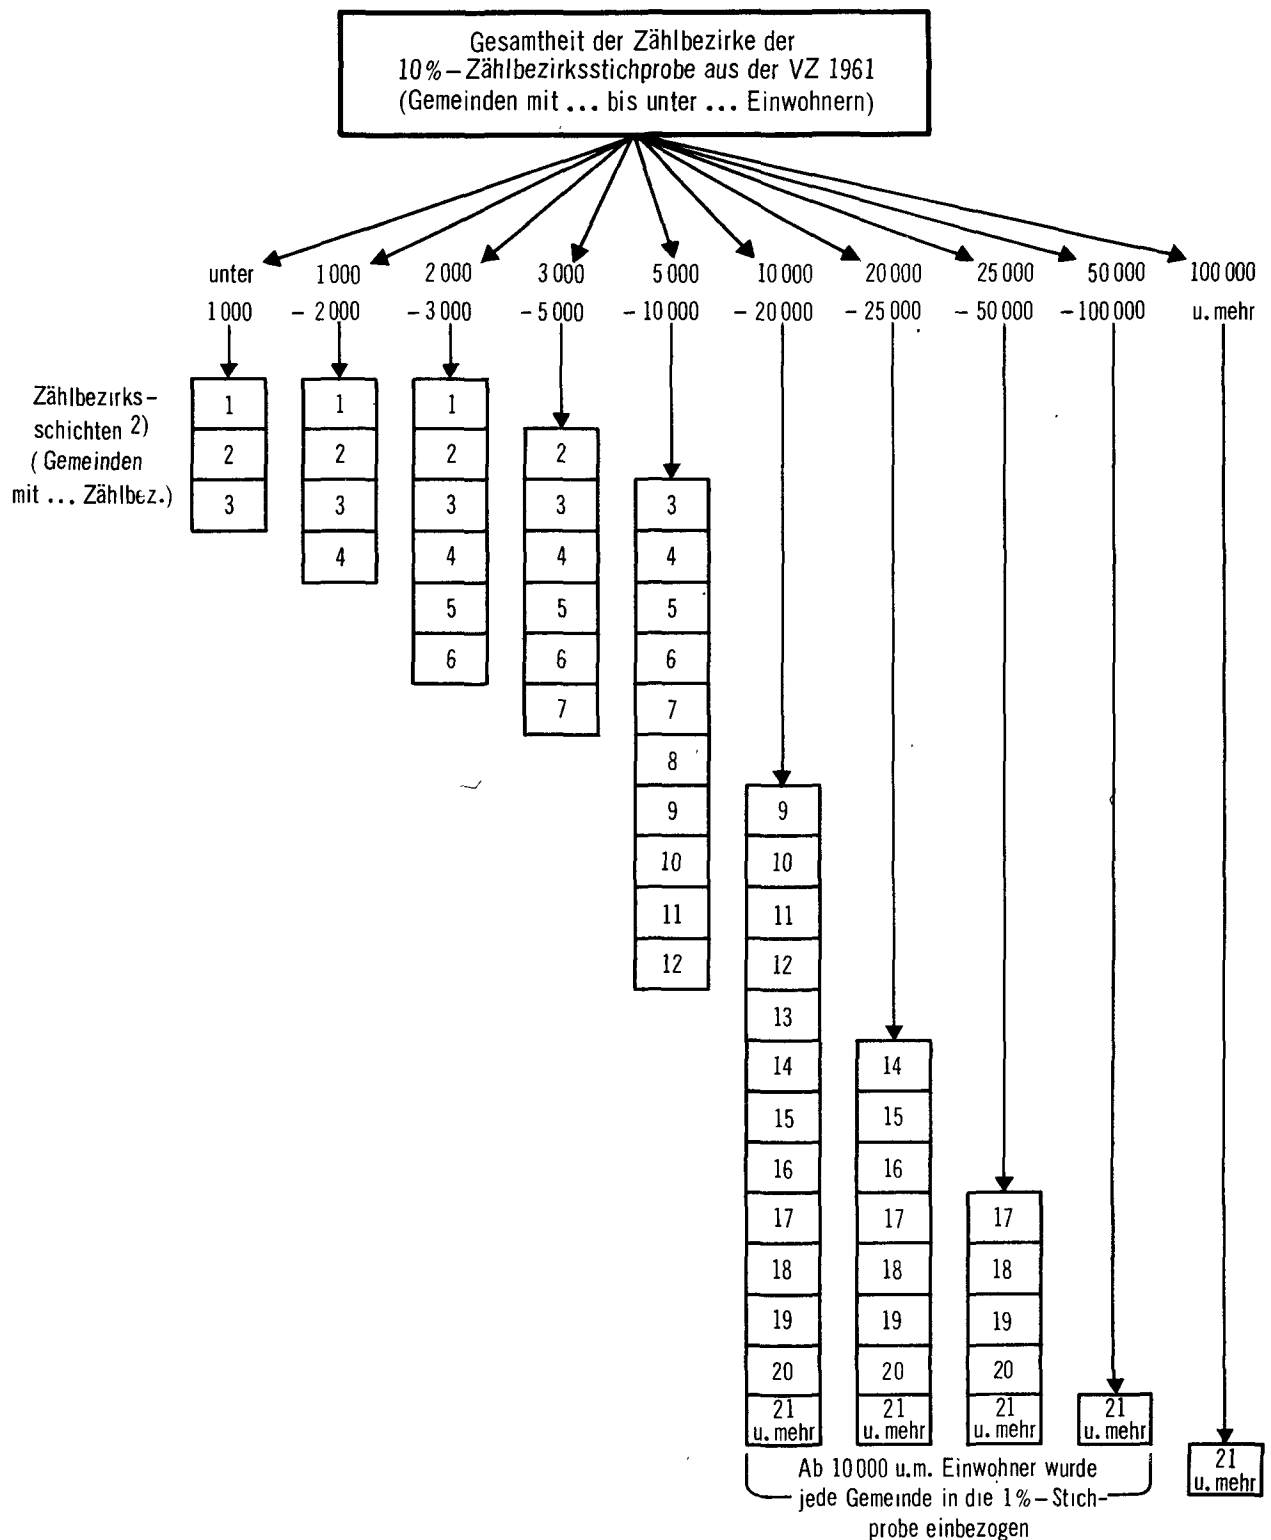 Gesamtheit der Zählbezirke der
10%-Zählbezirksstichprobe aus der VZ 1961
(Gemeinden mit ... bis unter ... Einwohnern)
unter 1 000 2 000 3 000 5 000 10 000 20 000 25 000 50 000 100 000
1 000 - 2 000 - 3 000 - 5 000 - 10 000 - 20 000 - 25 000 - 50 000 - 100 000 u. mehr
Zählbezirks-
schichten 2)
(Gemeinden
mit ... Zählbez.)
1 1 1
2 2 2 2
3 3 3 3 3
4 4 4 4
5 5 5
6 6 6
7 7
8
9 9
10 10
11 11
12 12
13
14 14
15 15
16 16
17 17 17
18 18 18
19 19 19
20 20 20
21 21 21 21
u. mehr u. mehr u. mehr u. mehr
21
u. mehr
Ab 10 000 u.m. Einwohner wurde
jede Gemeinde in die 1%-Stich-
probe einbezogen